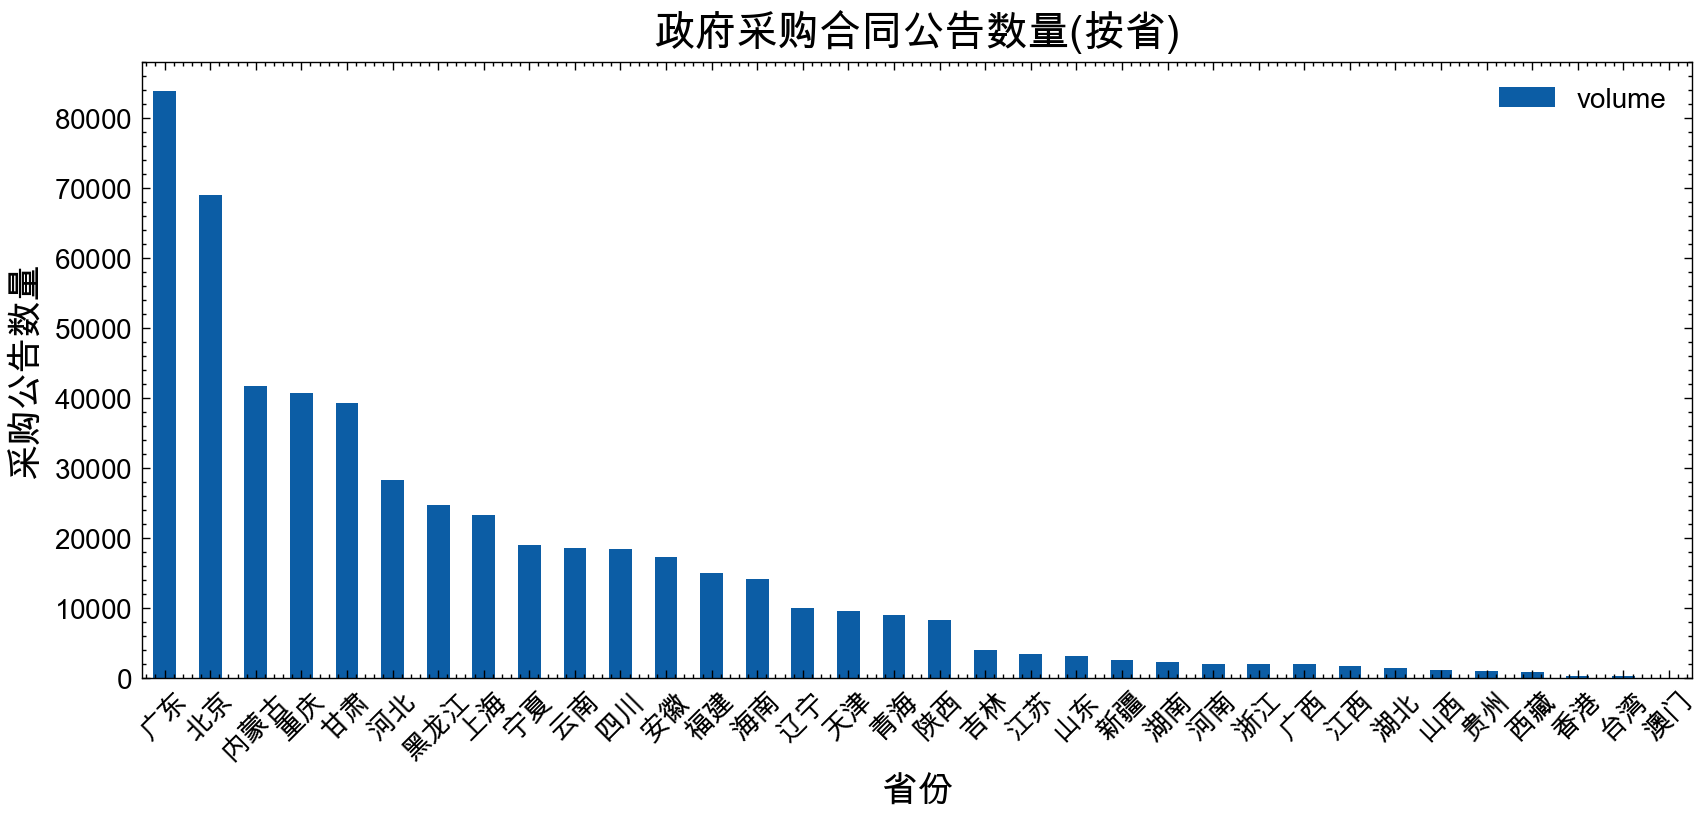 政府采购合同公告数量(按省)
volume
采购公告数量
80000
70000
60000
50000
40000
30000
20000
10000
0
广东
北京
内蒙古
重庆
甘肃
河北
黑龙江
上海
宁夏
云南
四川
安徽
福建
海南
辽宁
天津
青海
陕西
吉林
江苏
山东
新疆
湖南
河南
浙江
广西
江西
湖北
山西
贵州
西藏
香港
台湾
澳门
省份